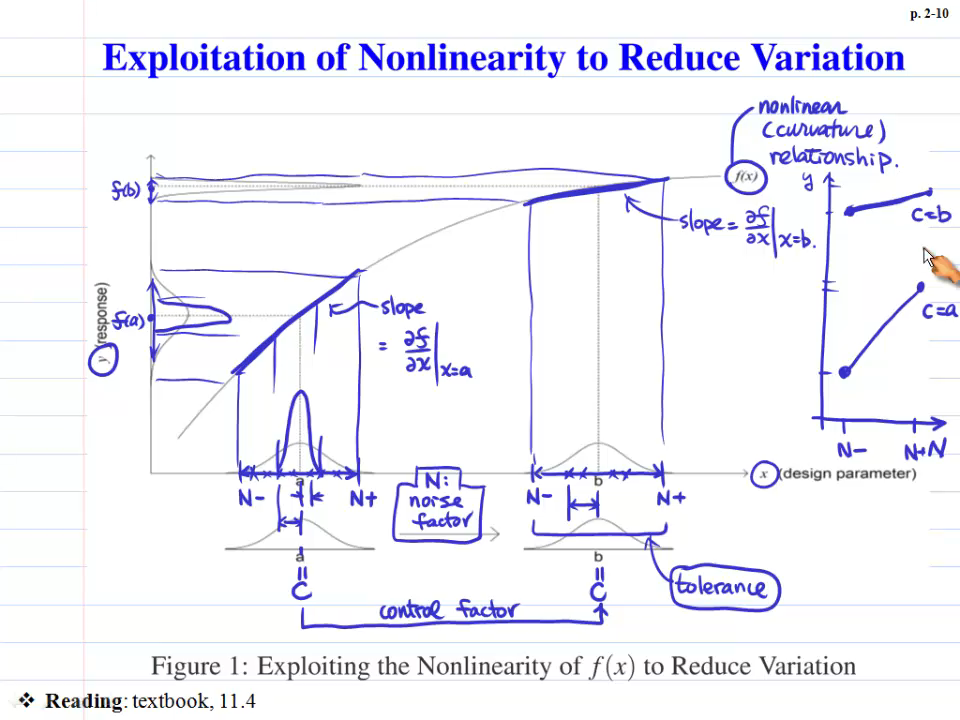 p. 2-10
Exploitation of Nonlinearity to Reduce Variation
nonlinear
(curvature)
relationship.
f(x)
y
f(b)
slope = ∂f/∂x |x=b.
c=b
y (response)
f(a)
slope
= ∂f/∂x |x=a
c=a
N- N+ N
a
b
x (design parameter)
N- N+
N:
noise
factor
N- N+
a
b
tolerance
=
C
=
C
control factor
Figure 1: Exploiting the Nonlinearity of f(x) to Reduce Variation
❖ Reading: textbook, 11.4